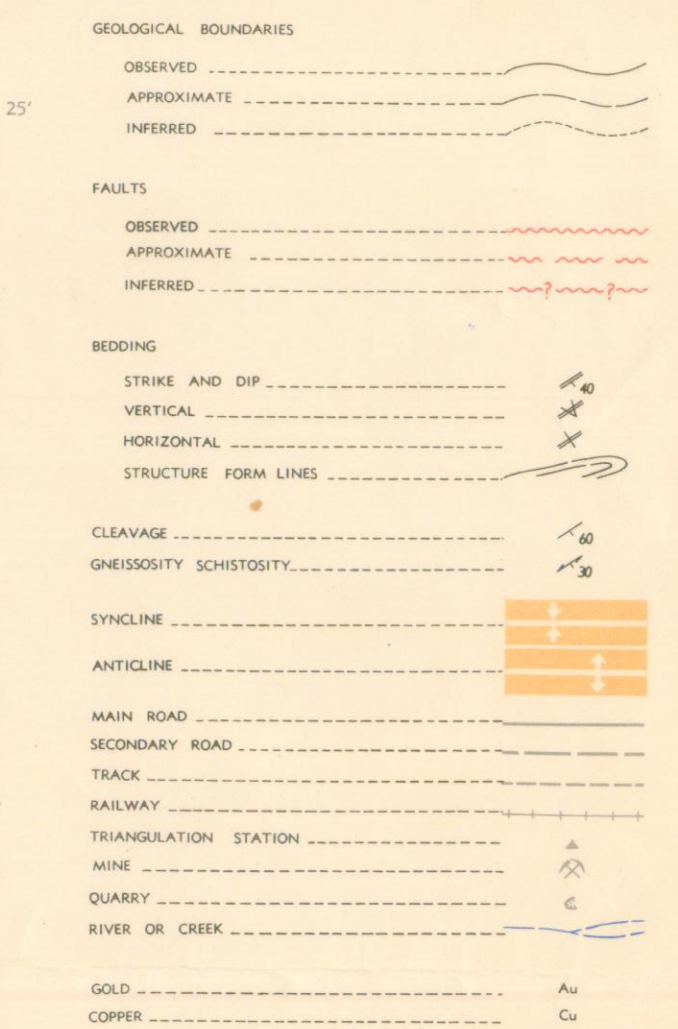 GEOLOGICAL BOUNDARIES
OBSERVED
APPROXIMATE
25'
INFERRED
FAULTS
OBSERVED
APPROXIMATE
INFERRED ? ?
BEDDING
STRIKE AND DIP 40
VERTICAL
HORIZONTAL
STRUCTURE FORM LINES
CLEAVAGE 60
GNEISSOSITY SCHISTOSITY 30
SYNCLINE
ANTICLINE
MAIN ROAD
SECONDARY ROAD
TRACK
RAILWAY
TRIANGULATION STATION
MINE
QUARRY
RIVER OR CREEK
GOLD Au
COPPER Cu